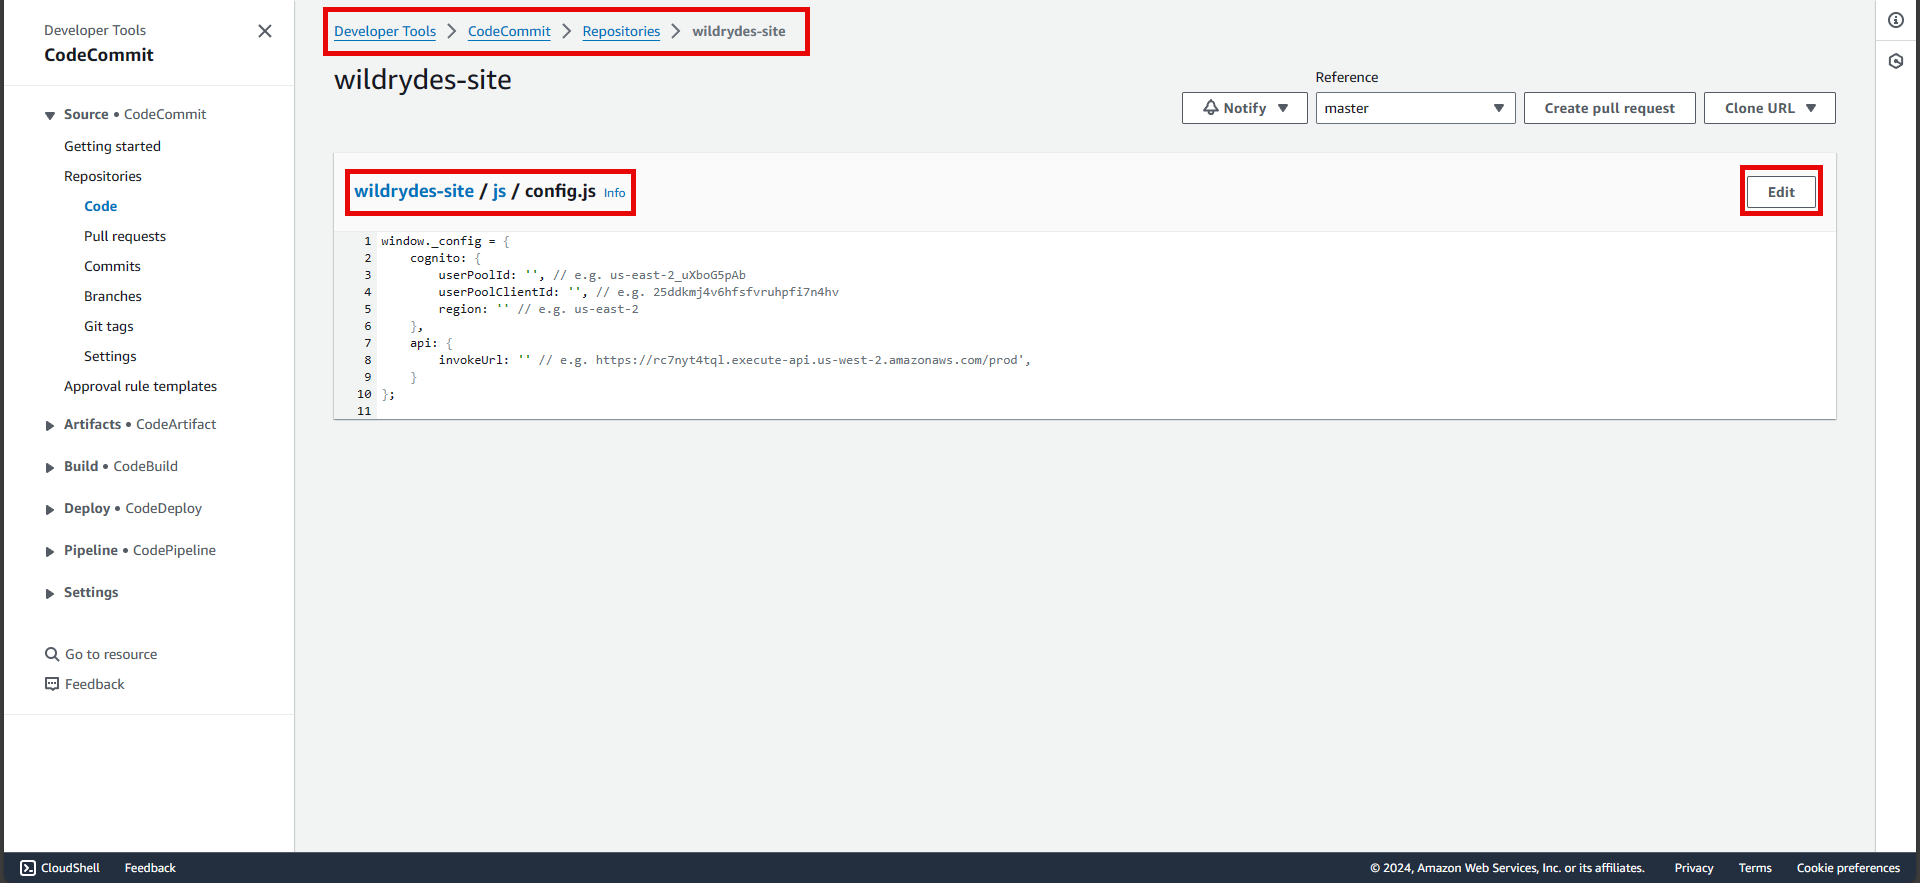 Developer Tools
CodeCommit
Source • CodeCommit
Getting started
Repositories
Code
Pull requests
Commits
Branches
Git tags
Settings
Approval rule templates
Artifacts • CodeArtifact
Build • CodeBuild
Deploy • CodeDeploy
Pipeline • CodePipeline
Settings
Go to resource
Feedback
Developer Tools > CodeCommit > Repositories > wildrydes-site
wildrydes-site
Reference
Notify master Create pull request Clone URL
wildrydes-site / js / config.js Info
Edit
1 window._config = {
2     cognito: {
3         userPoolId: '', // e.g. us-east-2_uXboG5pAb
4         userPoolClientId: '', // e.g. 25ddkmj4v6hfsfvruhpfi7n4hv
5         region: '' // e.g. us-east-2
6     },
7     api: {
8         invokeUrl: '' // e.g. https://rc7nyt4tql.execute-api.us-west-2.amazonaws.com/prod',
9     }
10 };
11
CloudShell Feedback © 2024, Amazon Web Services, Inc. or its affiliates. Privacy Terms Cookie preferences